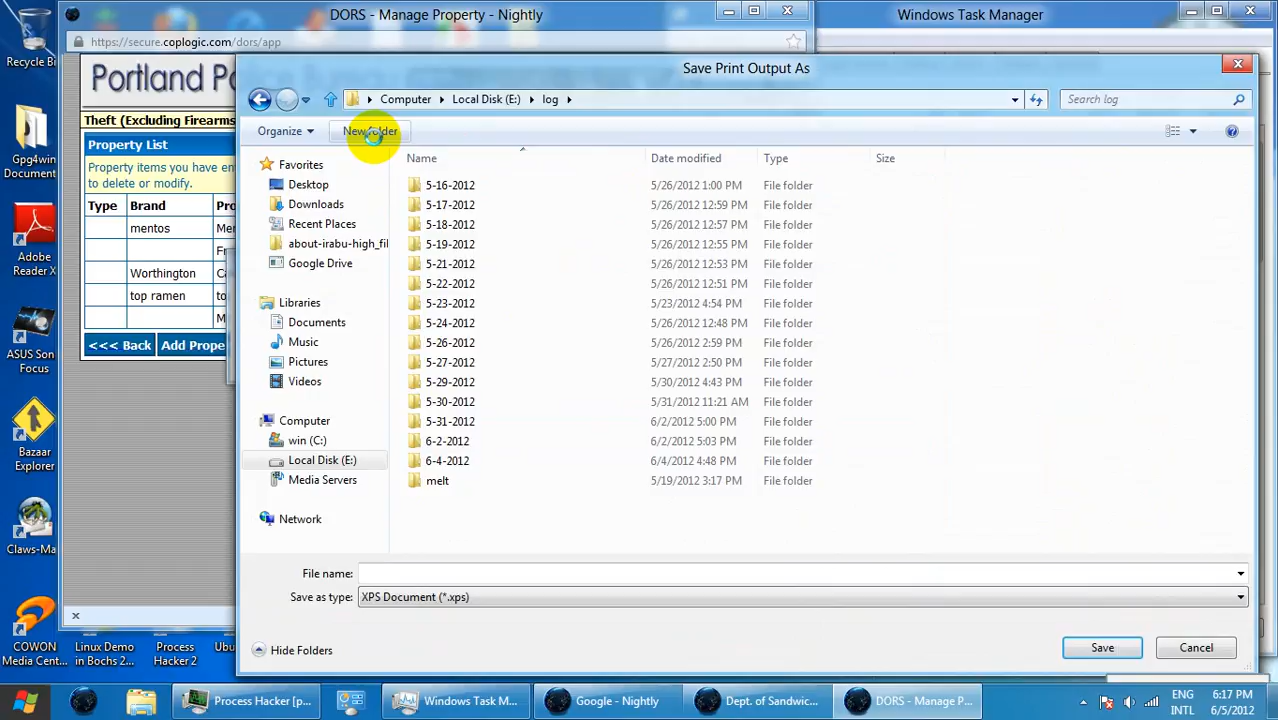 DORS - Manage Property - Nightly
Windows Task Manager
https://secure.coplogic.com/dors/app
Portland Po
Save Print Output As
Computer
Local Disk (E:)
log
Search log
Organize
New folder
Theft (Excluding Firearms
Property List
Property items you have en
to delete or modify.
Type Brand Pro
mentos Me
Fr
Worthington Ca
top ramen to
M
<<< Back
Add Prope
Favorites
Desktop
Downloads
Recent Places
about-irabu-high_fil
Google Drive
Libraries
Documents
Music
Pictures
Videos
Computer
win (C:)
Local Disk (E:)
Media Servers
Network
Name Date modified Type Size
5-16-2012 5/26/2012 1:00 PM File folder
5-17-2012 5/26/2012 12:59 PM File folder
5-18-2012 5/26/2012 12:57 PM File folder
5-19-2012 5/26/2012 12:55 PM File folder
5-21-2012 5/26/2012 12:53 PM File folder
5-22-2012 5/26/2012 12:51 PM File folder
5-23-2012 5/23/2012 4:54 PM File folder
5-24-2012 5/26/2012 12:48 PM File folder
5-26-2012 5/26/2012 2:59 PM File folder
5-27-2012 5/27/2012 2:50 PM File folder
5-29-2012 5/30/2012 4:43 PM File folder
5-30-2012 5/31/2012 11:21 AM File folder
5-31-2012 6/2/2012 5:00 PM File folder
6-2-2012 6/2/2012 5:03 PM File folder
6-4-2012 6/4/2012 4:48 PM File folder
melt 5/19/2012 3:17 PM File folder
File name:
Save as type: XPS Document (*.xps)
Hide Folders
Save
Cancel
Recycle Bi
Gpg4win
Documen
Adobe
Reader X
ASUS Son
Focus
Bazaar
Explorer
Claws-Ma
COWON
Media Cent...
Linux Demo
in Bochs 2...
Process
Hacker 2
Ubu
Process Hacker [p...
Windows Task M...
Google - Nightly
Dept. of Sandwic...
DORS - Manage P...
ENG
INTL
6:17 PM
6/5/2012